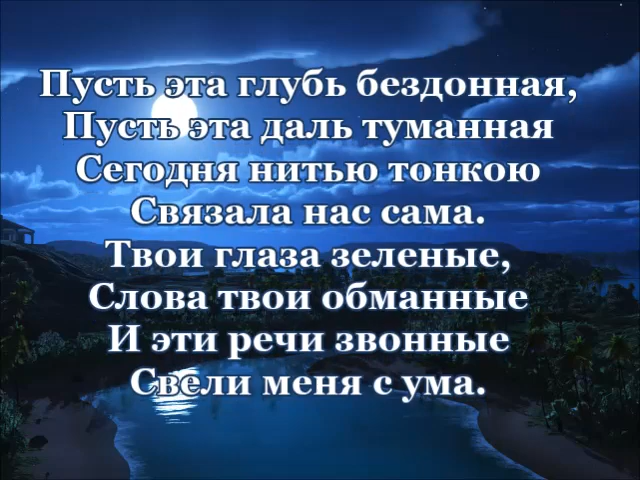 Пусть эта глубь бездонная,
Пусть эта даль туманная
Сегодня нитью тонкою
Связала нас сама.
Твои глаза зеленые,
Слова твои обманные
И эти речи звонные
Свели меня с ума.